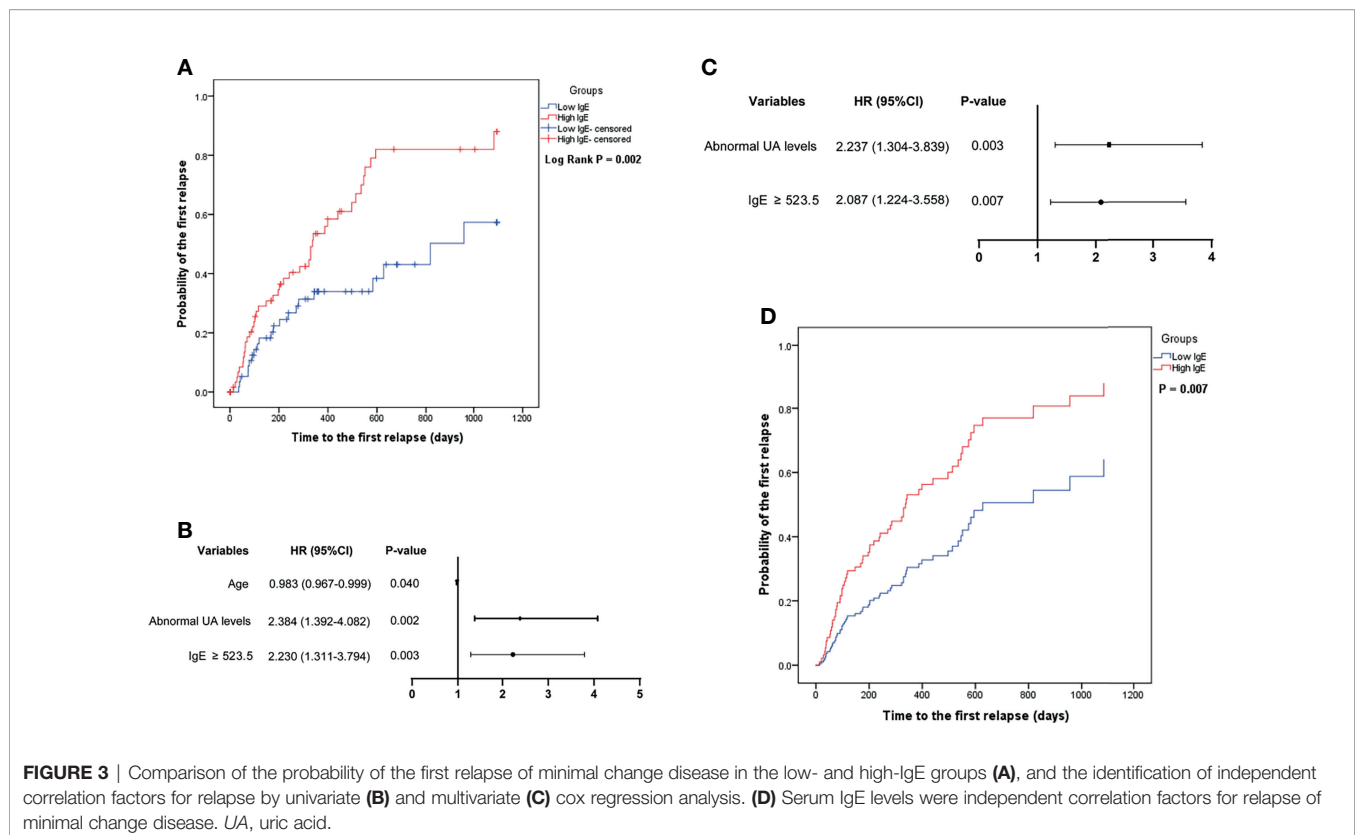 A
Groups
Low IgE
High IgE
Low IgE- censored
High IgE- censored
Log Rank P = 0.002
Probability of the first relapse
1.0
0.8
0.6
0.4
0.2
0.0
0 200 400 600 800 1000 1200
Time to the first relapse (days)
B
Variables HR (95%CI) P-value
Age 0.983 (0.967-0.999) 0.040
Abnormal UA levels 2.384 (1.392-4.082) 0.002
IgE ≥ 523.5 2.230 (1.311-3.794) 0.003
0 1 2 3 4 5
C
Variables HR (95%CI) P-value
Abnormal UA levels 2.237 (1.304-3.839) 0.003
IgE ≥ 523.5 2.087 (1.224-3.558) 0.007
0 1 2 3 4
D
Groups
Low IgE
High IgE
P = 0.007
Probability of the first relapse
1.0
0.8
0.6
0.4
0.2
0.0
0 200 400 600 800 1000 1200
Time to the first relapse (days)
FIGURE 3 | Comparison of the probability of the first relapse of minimal change disease in the low- and high-IgE groups (A), and the identification of independent
correlation factors for relapse by univariate (B) and multivariate (C) cox regression analysis. (D) Serum IgE levels were independent correlation factors for relapse of
minimal change disease. UA, uric acid.